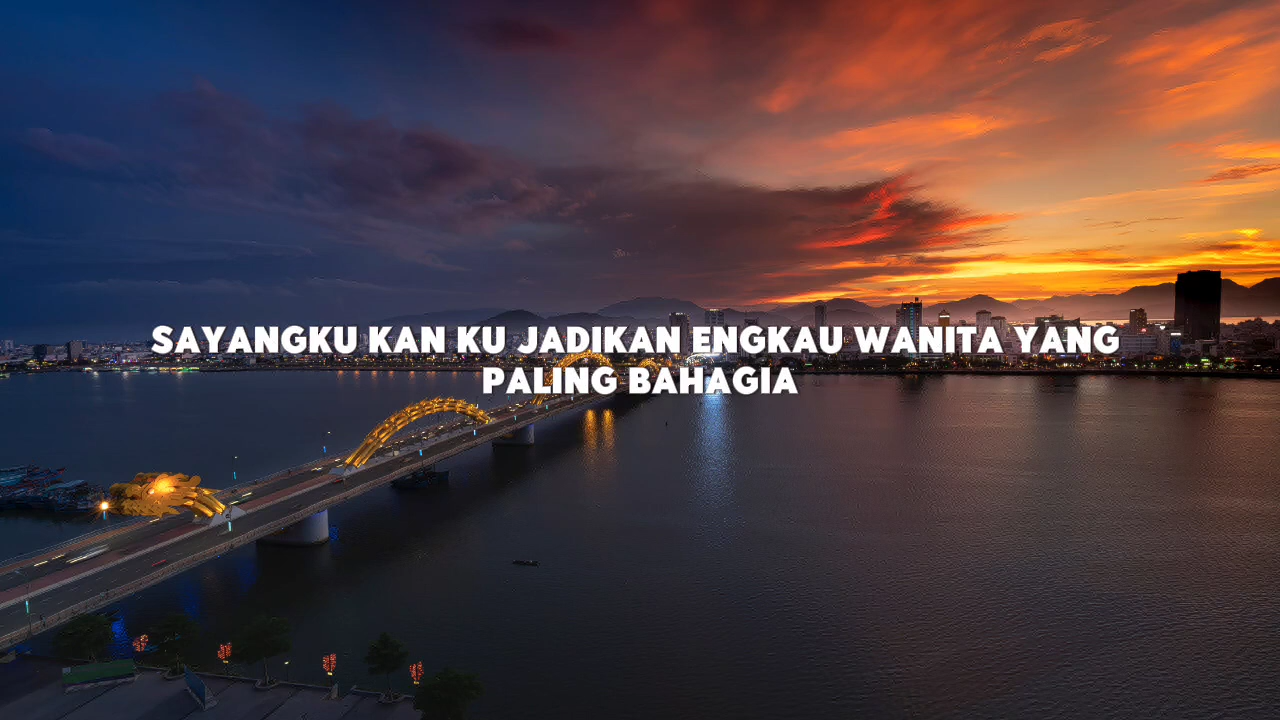 SAYANGKU KAN KU JADIKAN ENGKAU WANITA YANG
PALING BAHAGIA